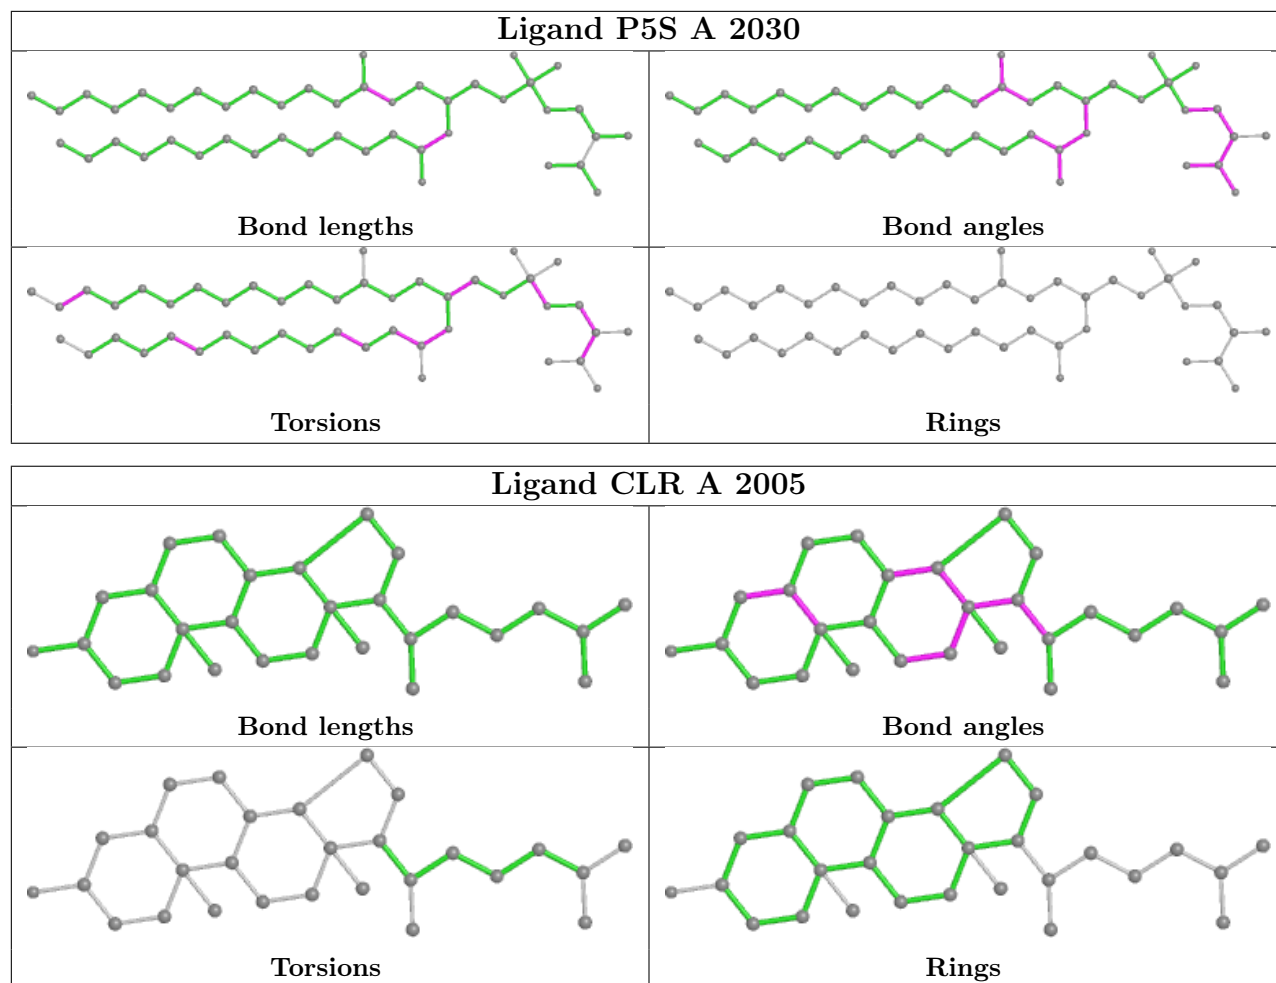 Ligand P5S A 2030
Bond lengths
Bond angles
Torsions
Rings
Ligand CLR A 2005
Bond lengths
Bond angles
Torsions
Rings